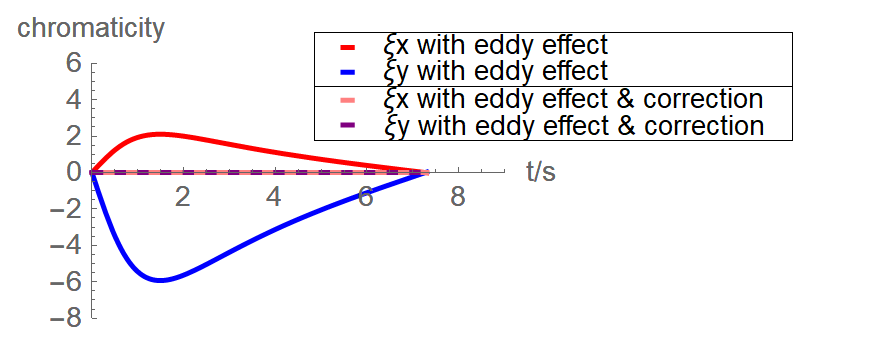 chromaticity
ξx with eddy effect
ξy with eddy effect
ξx with eddy effect & correction
ξy with eddy effect & correction
6
4
2
0
−2
−4
−6
−8
2
4
6
8
t/s